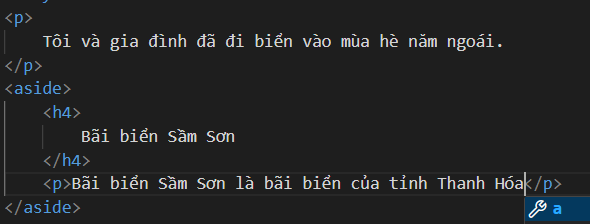 <p>
Tôi và gia đình đã đi biển vào mùa hè năm ngoái.
</p>
<aside>
<h4>
Bãi biển Sầm Sơn
</h4>
<p>Bãi biển Sầm Sơn là bãi biển của tỉnh Thanh Hóa</p>
a
</aside>